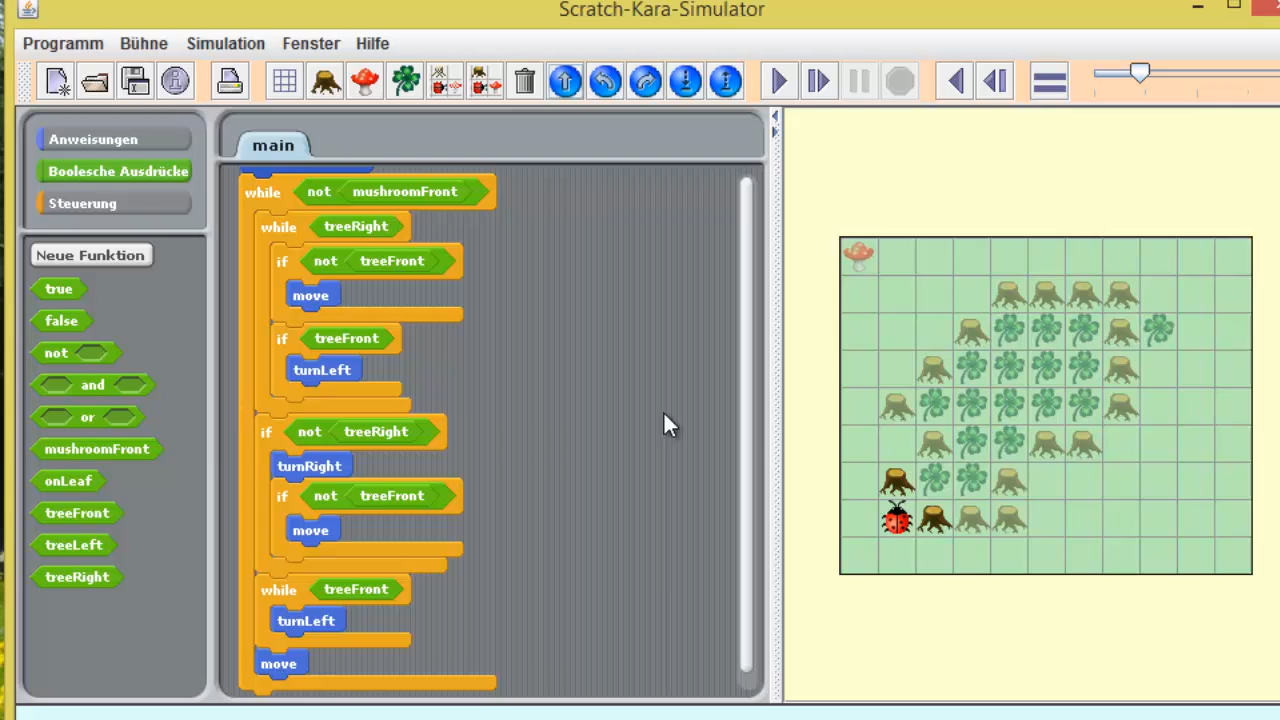 Scratch-Kara-Simulator
Programm Bühne Simulation Fenster Hilfe
Anweisungen
Boolesche Ausdrücke
Steuerung
Neue Funktion
true
false
not
and
or
mushroomFront
onLeaf
treeFront
treeLeft
treeRight
main
while not mushroomFront
while treeRight
if not treeFront
move
if treeFront
turnLeft
if not treeRight
turnRight
if not treeFront
move
while treeFront
turnLeft
move